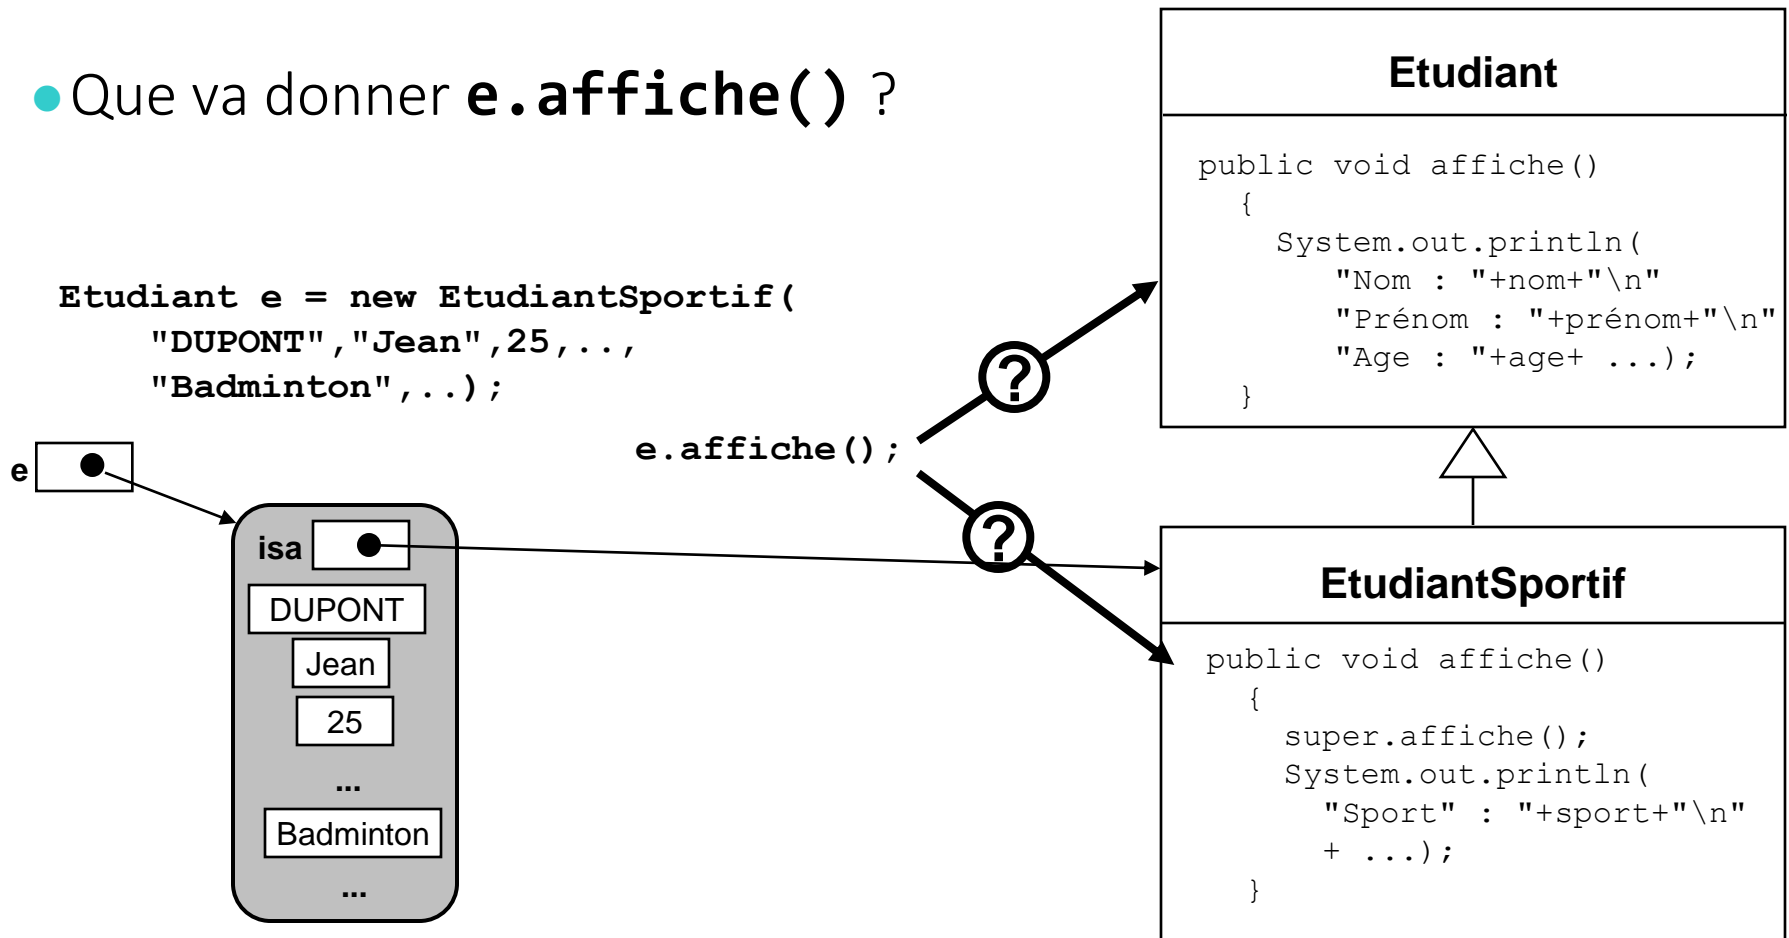 Que va donner e.affiche() ?
Etudiant e = new EtudiantSportif(
"DUPONT","Jean",25,..,
"Badminton",..);
e.affiche();
e
isa
DUPONT
Jean
25
...
Badminton
...
?
?
Etudiant
public void affiche()
{
System.out.println(
"Nom : "+nom+"\n"
"Prénom : "+prénom+"\n"
"Age : "+age+ ...);
}
EtudiantSportif
public void affiche()
{
super.affiche();
System.out.println(
"Sport" : "+sport+"\n"
+ ...);
}